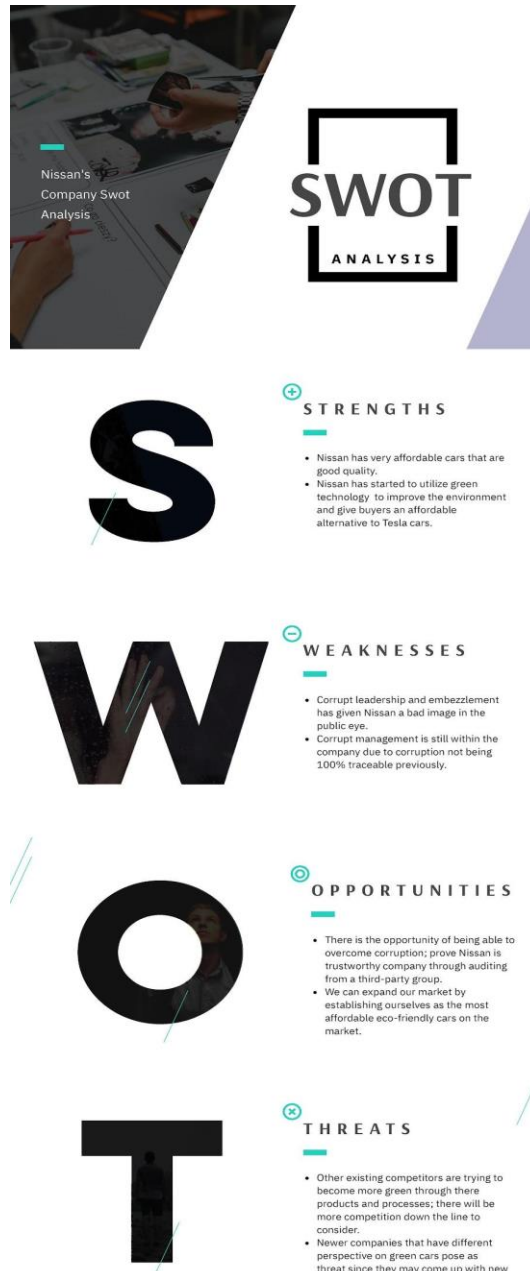 Nissan's
Company Swot
Analysis
SWOT
ANALYSIS
S
STRENGTHS
• Nissan has very affordable cars that are
good quality.
• Nissan has started to utilize green
technology to improve the environment
and give buyers an affordable
alternative to Tesla cars.
W
WEAKNESSES
• Corrupt leadership and embezzlement
has given Nissan a bad image in the
public eye.
• Corrupt management is still within the
company due to corruption not being
100% traceable previously.
O
OPPORTUNITIES
• There is the opportunity of being able to
overcome corruption; prove Nissan is
trustworthy company through auditing
from a third-party group.
• We can expand our market by
establishing ourselves as the most
affordable eco-friendly cars on the
market.
T
THREATS
• Other existing competitors are trying to
become more green through there
products and processes; there will be
more competition down the line to
consider.
• Newer companies that have different
perspective on green cars pose as
threat since they may come up with new